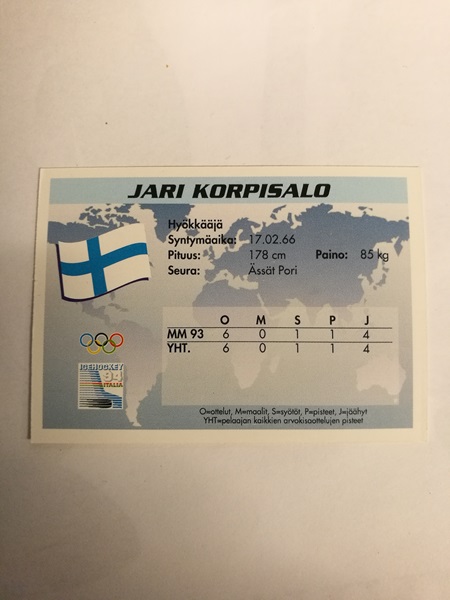 JARI KORPISALO
Hyökkääjä
Syntymäaika: 17.02.66
Pituus: 178 cm Paino: 85 kg
Seura: Ässät Pori
O M S P J
MM 93 6 0 1 1 4
YHT. 6 0 1 1 4
ICEHOCKEY
94
ITALIA
O=ottelut, M=maalit, S=syötöt, P=pisteet, J=jäähyt
YHT=pelaajan kaikkien arvokisaottelujen pisteet